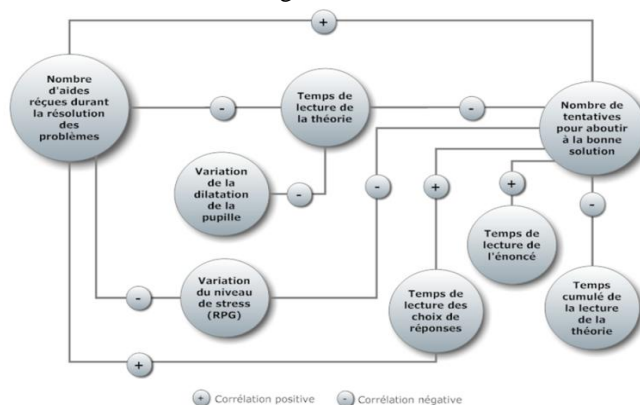 +
Nombre
d'aides
réçues durant
la résolution
des
problèmes
-
Temps de
lecture de
la théorie
-
Nombre de
tentatives
pour aboutir
à la bonne
solution
Variation
de la
dilatation
de la
pupille
-
-
+
+
-
Temps de
lecture de
l'énoncé
Variation
du niveau
de stress
(RPG)
-
Temps de
lecture des
choix de
réponses
Temps
cumulé de
la lecture
de la
théorie
+
+ Corrélation positive - Corrélation négative